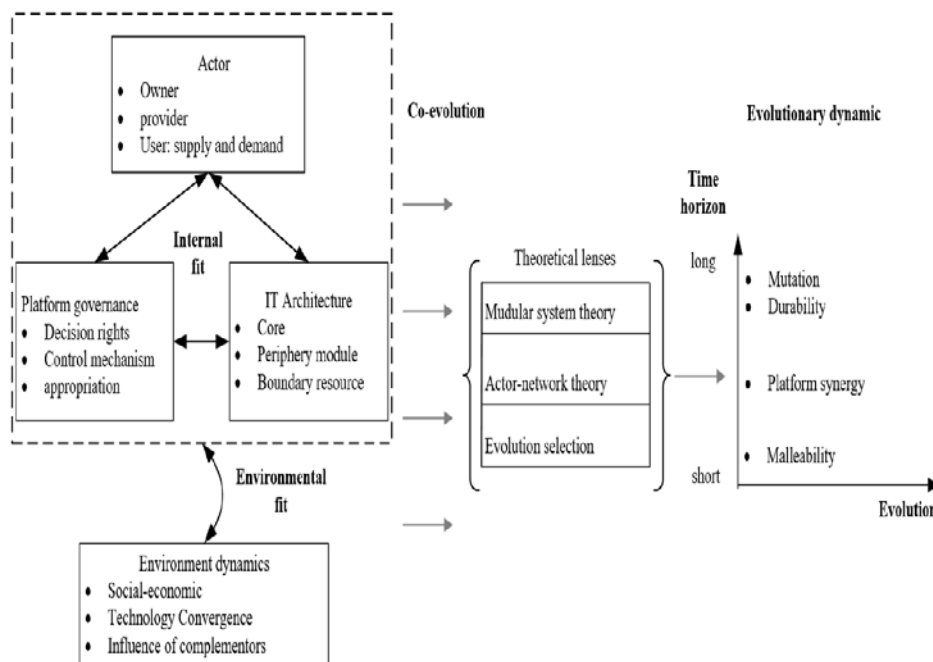 Actor
Owner
provider
User: supply and demand
Internal
fit
Platform governance
Decision rights
Control mechanism
appropriation
IT Architecture
Core
Periphery module
Boundary resource
Environmental
fit
Environment dynamics
Social-economic
Technology Convergence
Influence of complementors
Co-evolution
Theoretical lenses
Mudular system theory
Actor-network theory
Evolution selection
Evolutionary dynamic
Time
horizon
long
Mutation
Durability
Platform synergy
Malleability
short
Evolution